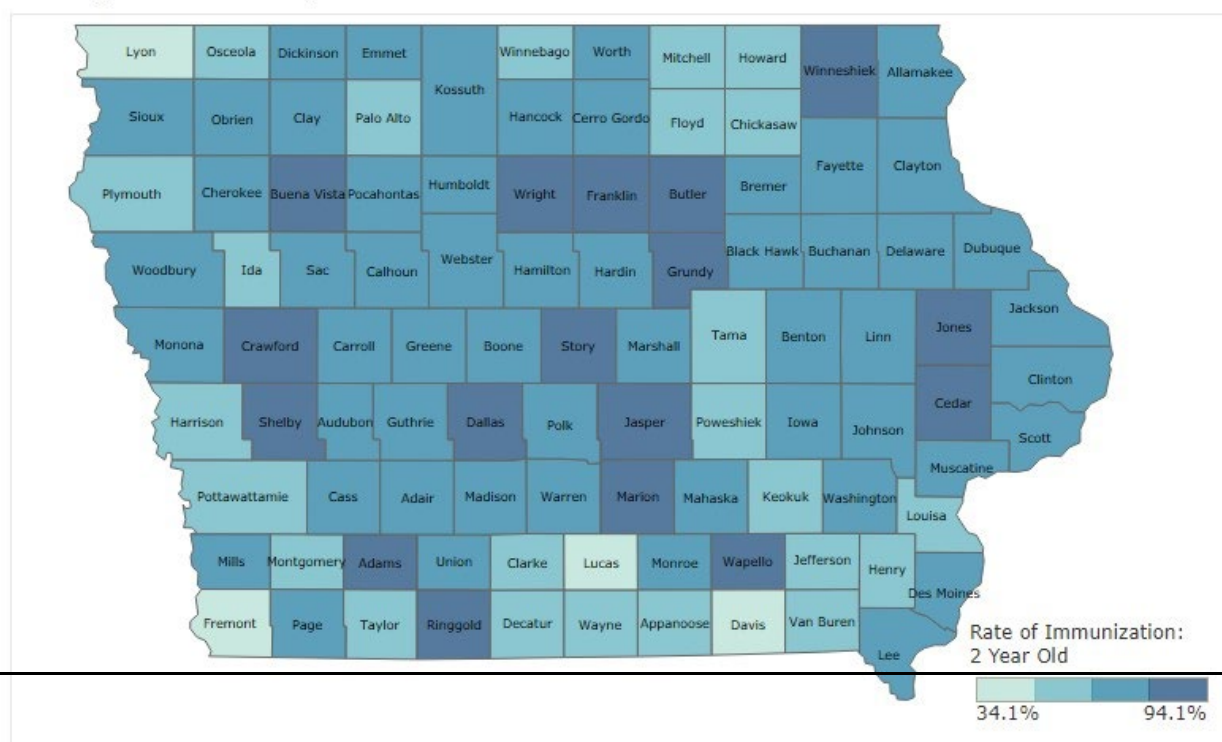 Lyon
Osceola
Dickinson
Emmet
Kossuth
Winnebago
Worth
Mitchell
Howard
Winneshiek
Allamakee
Sioux
Obrien
Clay
Palo Alto
Hancock
Cerro Gordo
Floyd
Chickasaw
Fayette
Clayton
Plymouth
Cherokee
Buena Vista
Pocahontas
Humboldt
Wright
Franklin
Butler
Bremer
Woodbury
Ida
Sac
Calhoun
Webster
Hamilton
Hardin
Grundy
Black Hawk
Buchanan
Delaware
Dubuque
Monona
Crawford
Carroll
Greene
Boone
Story
Marshall
Tama
Benton
Linn
Jones
Jackson
Clinton
Harrison
Shelby
Audubon
Guthrie
Dallas
Polk
Jasper
Poweshiek
Iowa
Johnson
Cedar
Scott
Muscatine
Pottawattamie
Cass
Adair
Madison
Warren
Marion
Mahaska
Keokuk
Washington
Louisa
Mills
Montgomery
Adams
Union
Clarke
Lucas
Monroe
Wapello
Jefferson
Henry
Des Moines
Fremont
Page
Taylor
Ringgold
Decatur
Wayne
Appanoose
Davis
Van Buren
Lee
Rate of Immunization:
2 Year Old
34.1% 94.1%